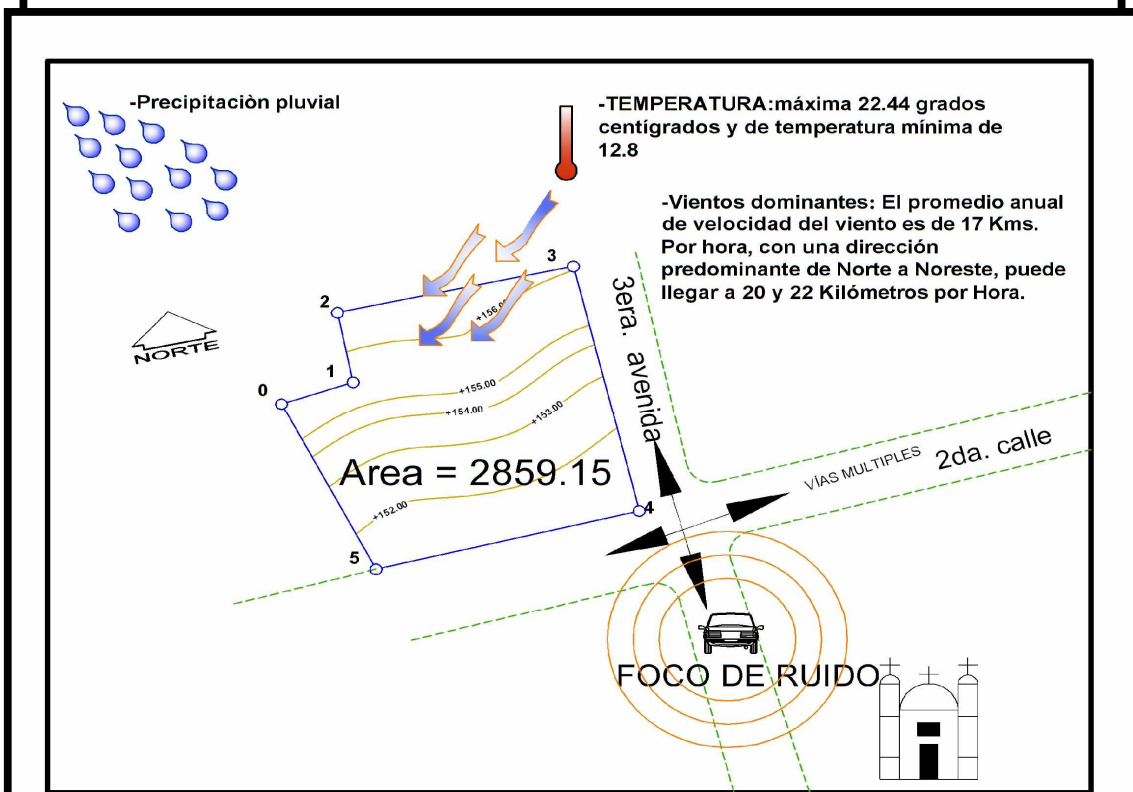 -Precipitaciòn pluvial
-TEMPERATURA:máxima 22.44 grados
centígrados y de temperatura mínima de
12.8
-Vientos dominantes: El promedio anual
de velocidad del viento es de 17 Kms.
Por hora, con una dirección
predominante de Norte a Noreste, puede
llegar a 20 y 22 Kilómetros por Hora.
3
2
+156.00
3era. avenida
NORTE
1
0
+155.00
+154.00
+153.00
Area = 2859.15
VÍAS MULTIPLES
2da. calle
+152.00
4
5
FOCO DE RUIDO